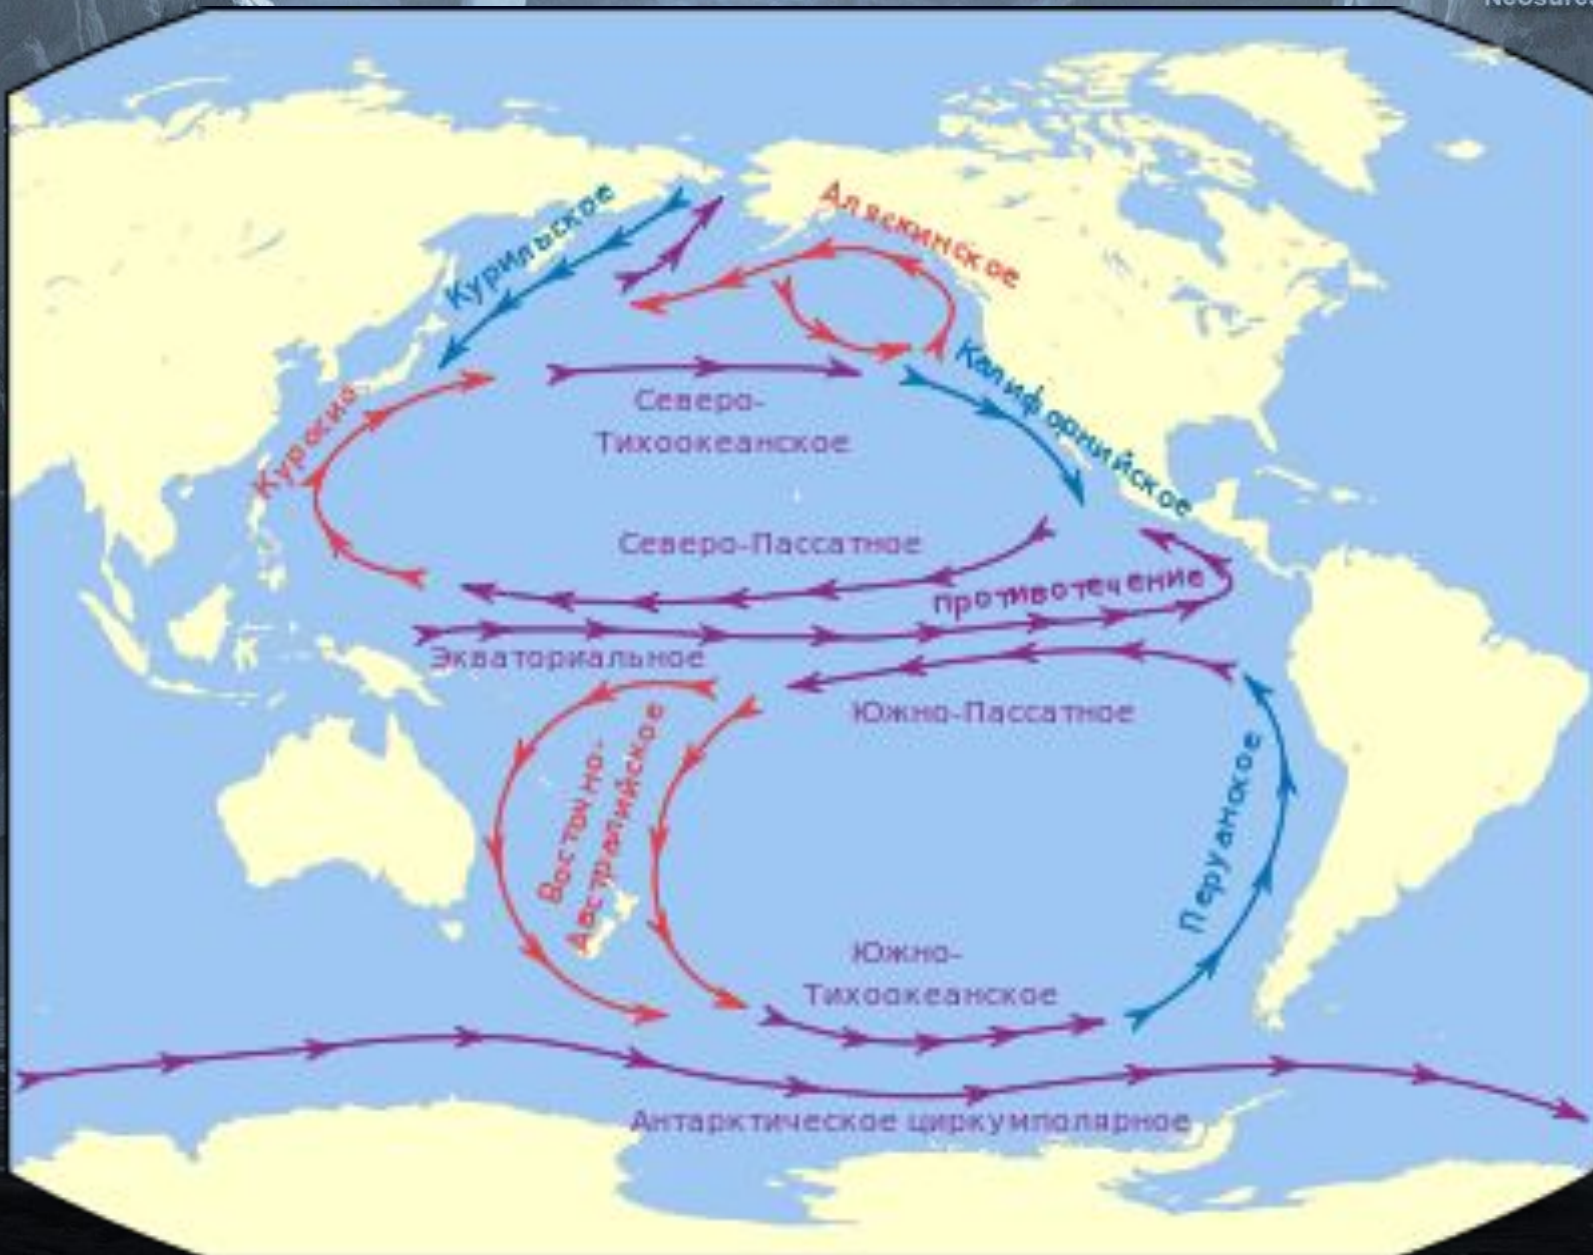 Курильское
Аляскинское
Куросио
Калифорнийское
Северо-
Тихоокеанское
Северо-Пассатное
противотечение
Экваториальное
Южно-Пассатное
Восточно-
Австралийское
Перуанское
Южно-
Тихоокеанское
Антарктическое циркумполярное